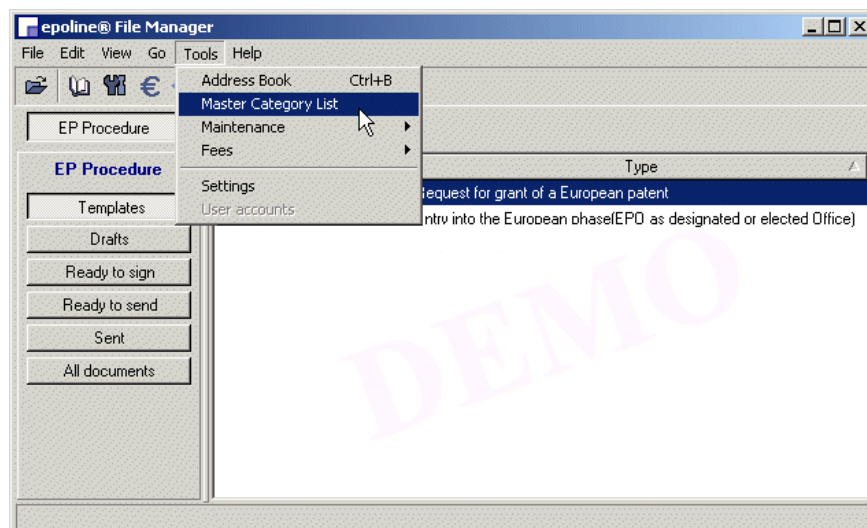 epoline® File Manager
File Edit View Go Tools Help
Address Book Ctrl+B
Master Category List
Maintenance
Fees
Settings
User accounts
€
EP Procedure
EP Procedure
Templates
Drafts
Ready to sign
Ready to send
Sent
All documents
Type
Request for grant of a European patent
ntry into the European phase(EPO as designated or elected Office)
DEMO